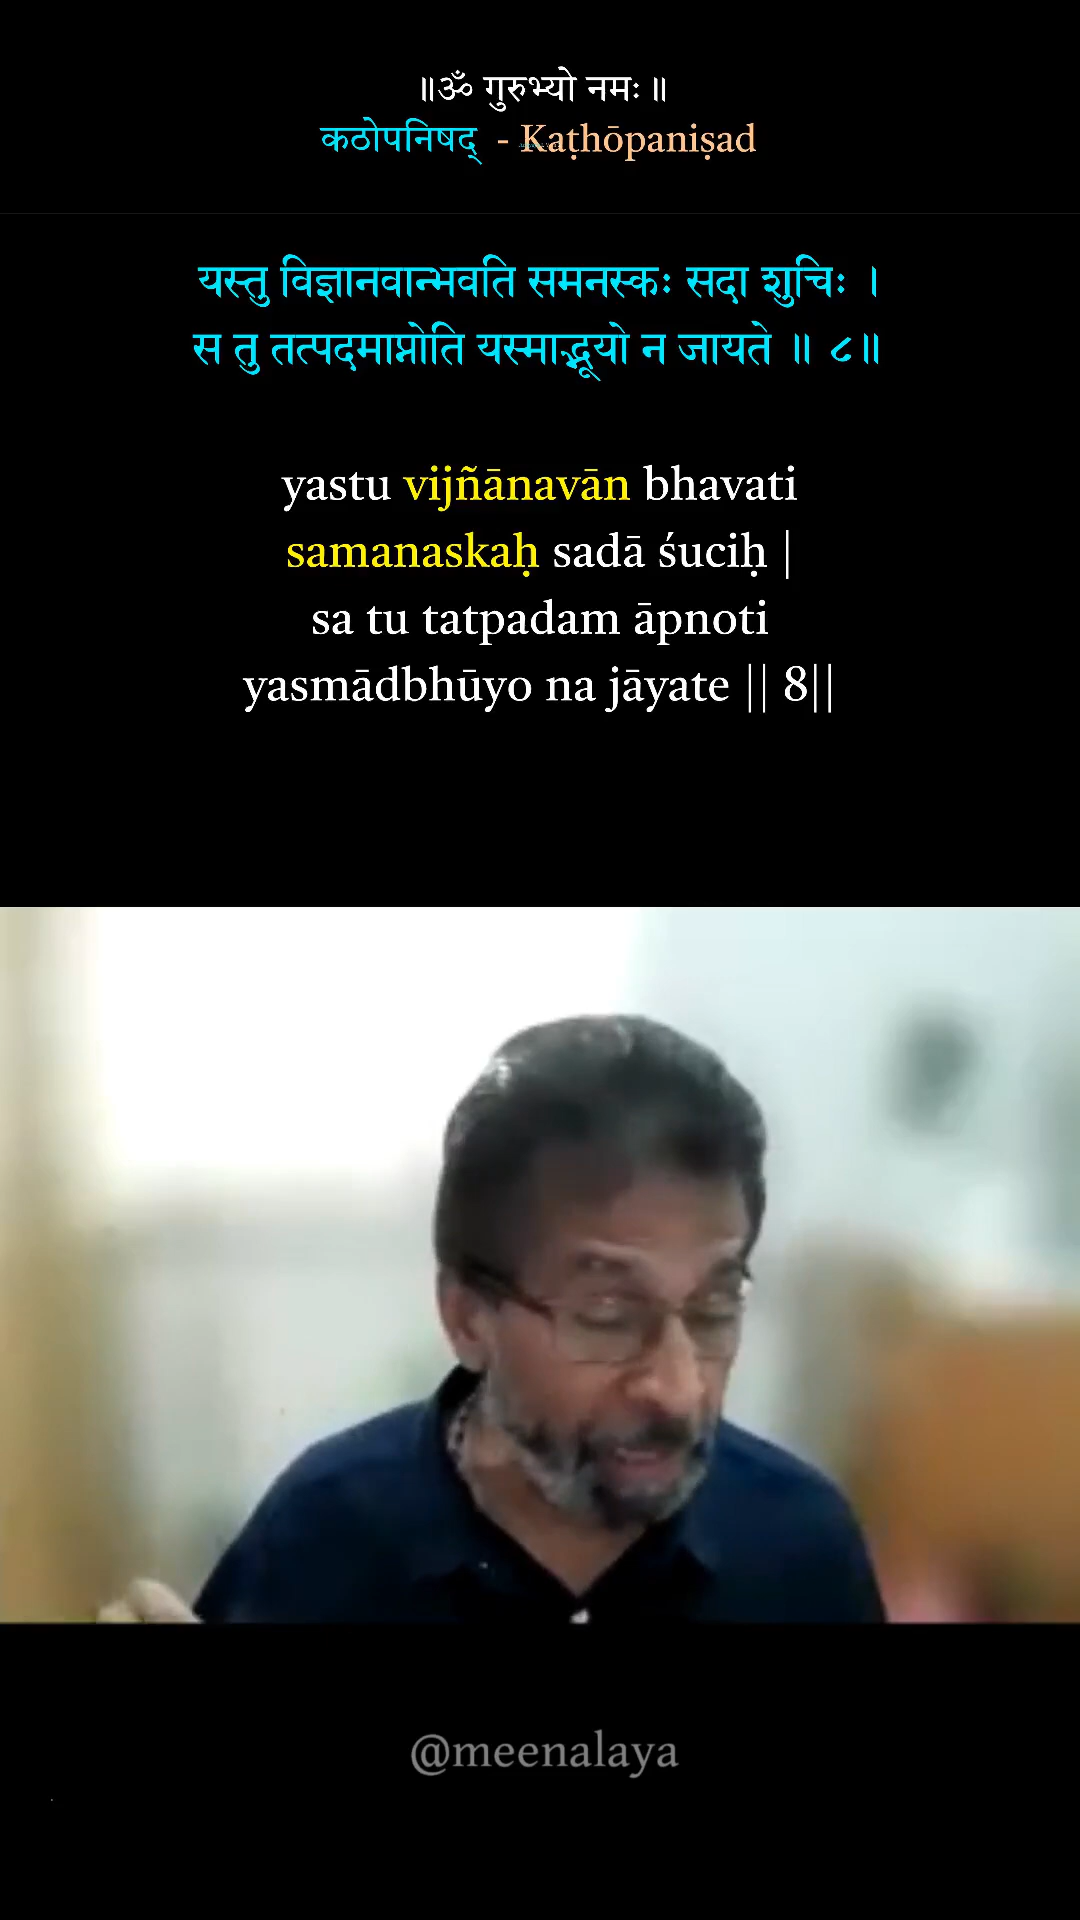 ॥ॐ गुरुभ्यो नमः॥
कठोपनिषद् - Kaṭhōpaniṣad
यस्तु विज्ञानवान्भवति समनस्कः सदा शुचिः ।
स तु तत्पदमाप्नोति यस्माद्भूयो न जायते ॥ ८॥
yastu vijñānavān bhavati
samanaskaḥ sadā śuciḥ |
sa tu tatpadam āpnoti
yasmādbhūyo na jāyate || 8||
@meenalaya